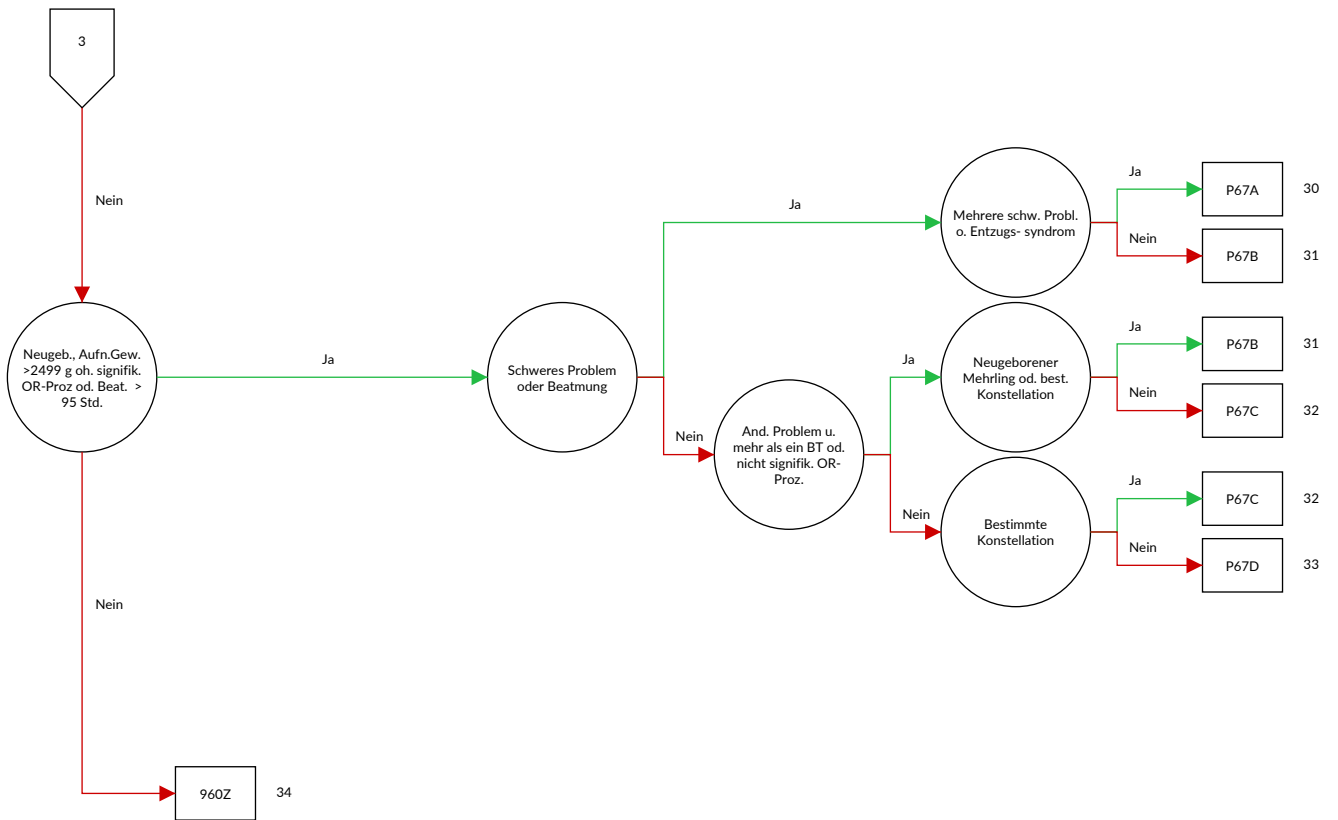 3
Nein
Neugeb., Aufn.Gew.
>2499 g oh. signifik.
OR-Proz od. Beat. >
95 Std.
Ja
Schweres Problem
oder Beatmung
Ja
Mehrere schw. Probl.
o. Entzugs- syndrom
Ja
P67A
30
Nein
P67B
31
Nein
And. Problem u.
mehr als ein BT od.
nicht signifik. OR-
Proz.
Ja
Neugeborener
Mehrling od. best.
Konstellation
Ja
P67B
31
Nein
P67C
32
Nein
Bestimmte
Konstellation
Ja
P67C
32
Nein
P67D
33
Nein
960Z
34